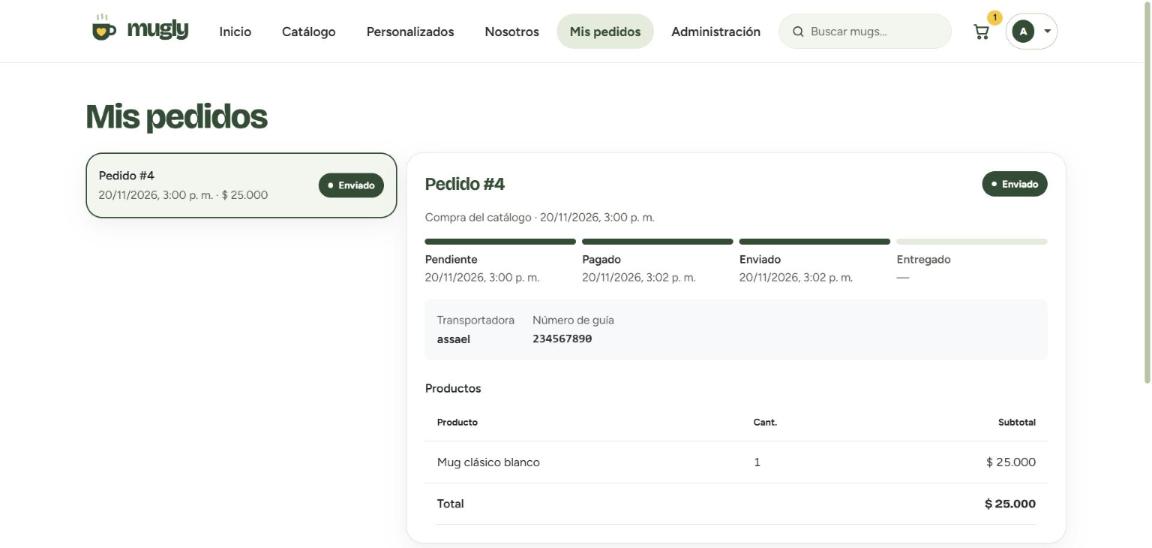 mugly Inicio Catálogo Personalizados Nosotros Mis pedidos Administración Buscar mugs... 1 A
Mis pedidos
Pedido #4
20/11/2026, 3:00 p. m. · $ 25.000
Enviado
Pedido #4
Enviado
Compra del catálogo · 20/11/2026, 3:00 p. m.
Pendiente Pagado Enviado Entregado
20/11/2026, 3:00 p. m. 20/11/2026, 3:02 p. m. 20/11/2026, 3:02 p. m. —
Transportadora Número de guía
assael 234567890
Productos
Producto Cant. Subtotal
Mug clásico blanco 1 $ 25.000
Total $ 25.000